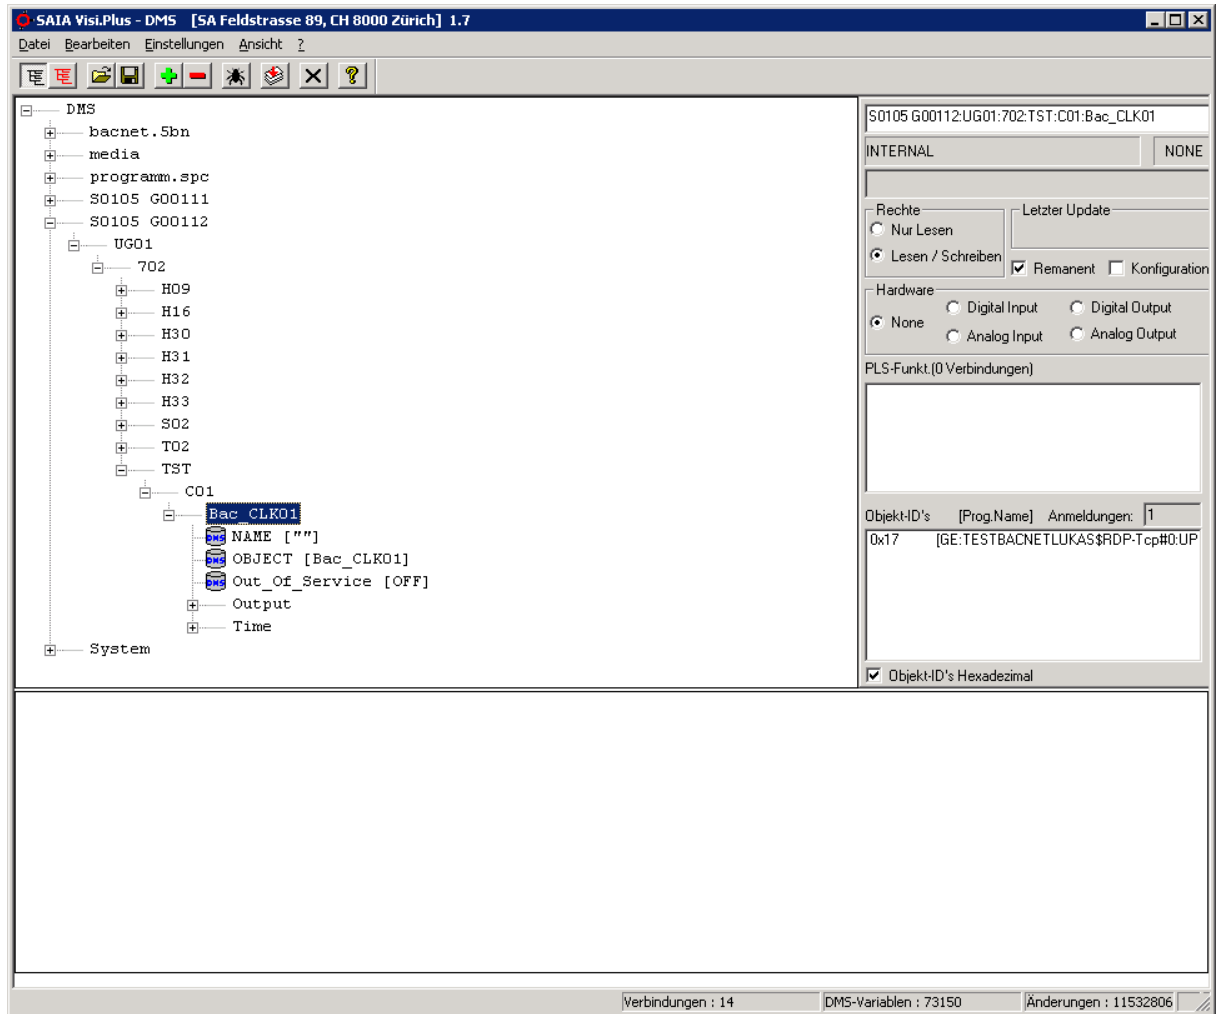 SAIA Visi.Plus - DMS [SA Feldstrasse 89, CH 8000 Zürich] 1.7
Datei Bearbeiten Einstellungen Ansicht ?
DMS
bacnet.5bn
media
programm.spc
S0105 G00111
S0105 G00112
UG01
702
H09
H16
H30
H31
H32
H33
S02
T02
TST
C01
Bac_CLK01
NAME [""]
OBJECT [Bac_CLK01]
Out_Of_Service [OFF]
Output
Time
System
S0105 G00112:UG01:702:TST:C01:Bac_CLK01
INTERNAL NONE
Rechte Letzter Update
Nur Lesen
Lesen / Schreiben
Remanent Konfiguration
Hardware
None
Digital Input Digital Output
Analog Input Analog Output
PLS-Funkt.(0 Verbindungen)
Objekt-ID's [Prog.Name] Anmeldungen: 1
0x17 [GE:TESTBACNETLUKAS$RDP-Tcp#0:UP
Objekt-ID's Hexadezimal
Verbindungen : 14 DMS-Variablen : 73150 Änderungen : 11532806